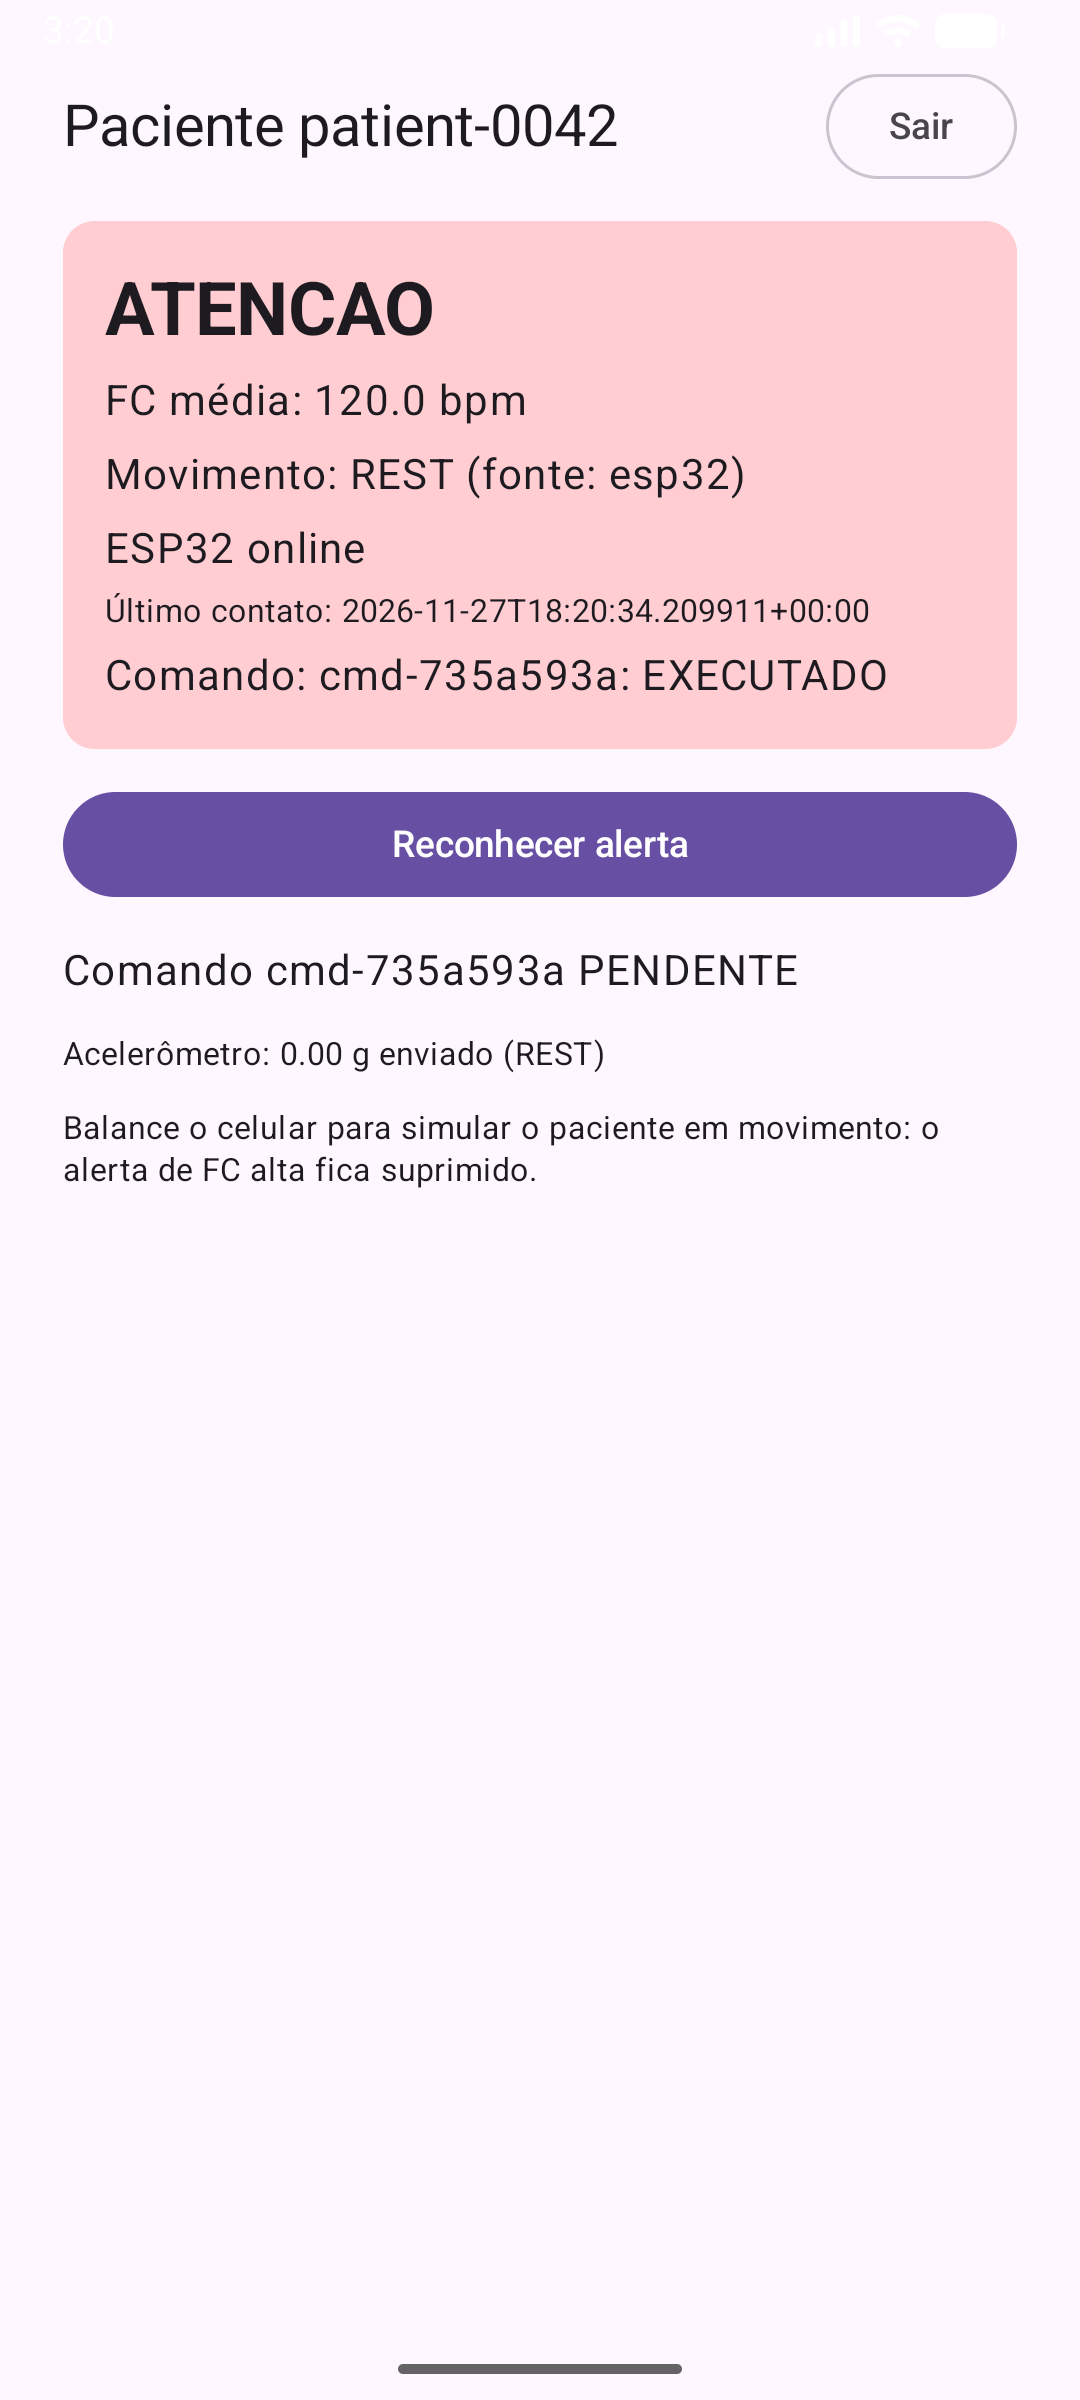 3:20
Paciente patient-0042
Sair
ATENCAO
FC média: 120.0 bpm
Movimento: REST (fonte: esp32)
ESP32 online
Último contato: 2026-11-27T18:20:34.209911+00:00
Comando: cmd-735a593a: EXECUTADO
Reconhecer alerta
Comando cmd-735a593a PENDENTE
Acelerômetro: 0.00 g enviado (REST)
Balance o celular para simular o paciente em movimento: o
alerta de FC alta fica suprimido.